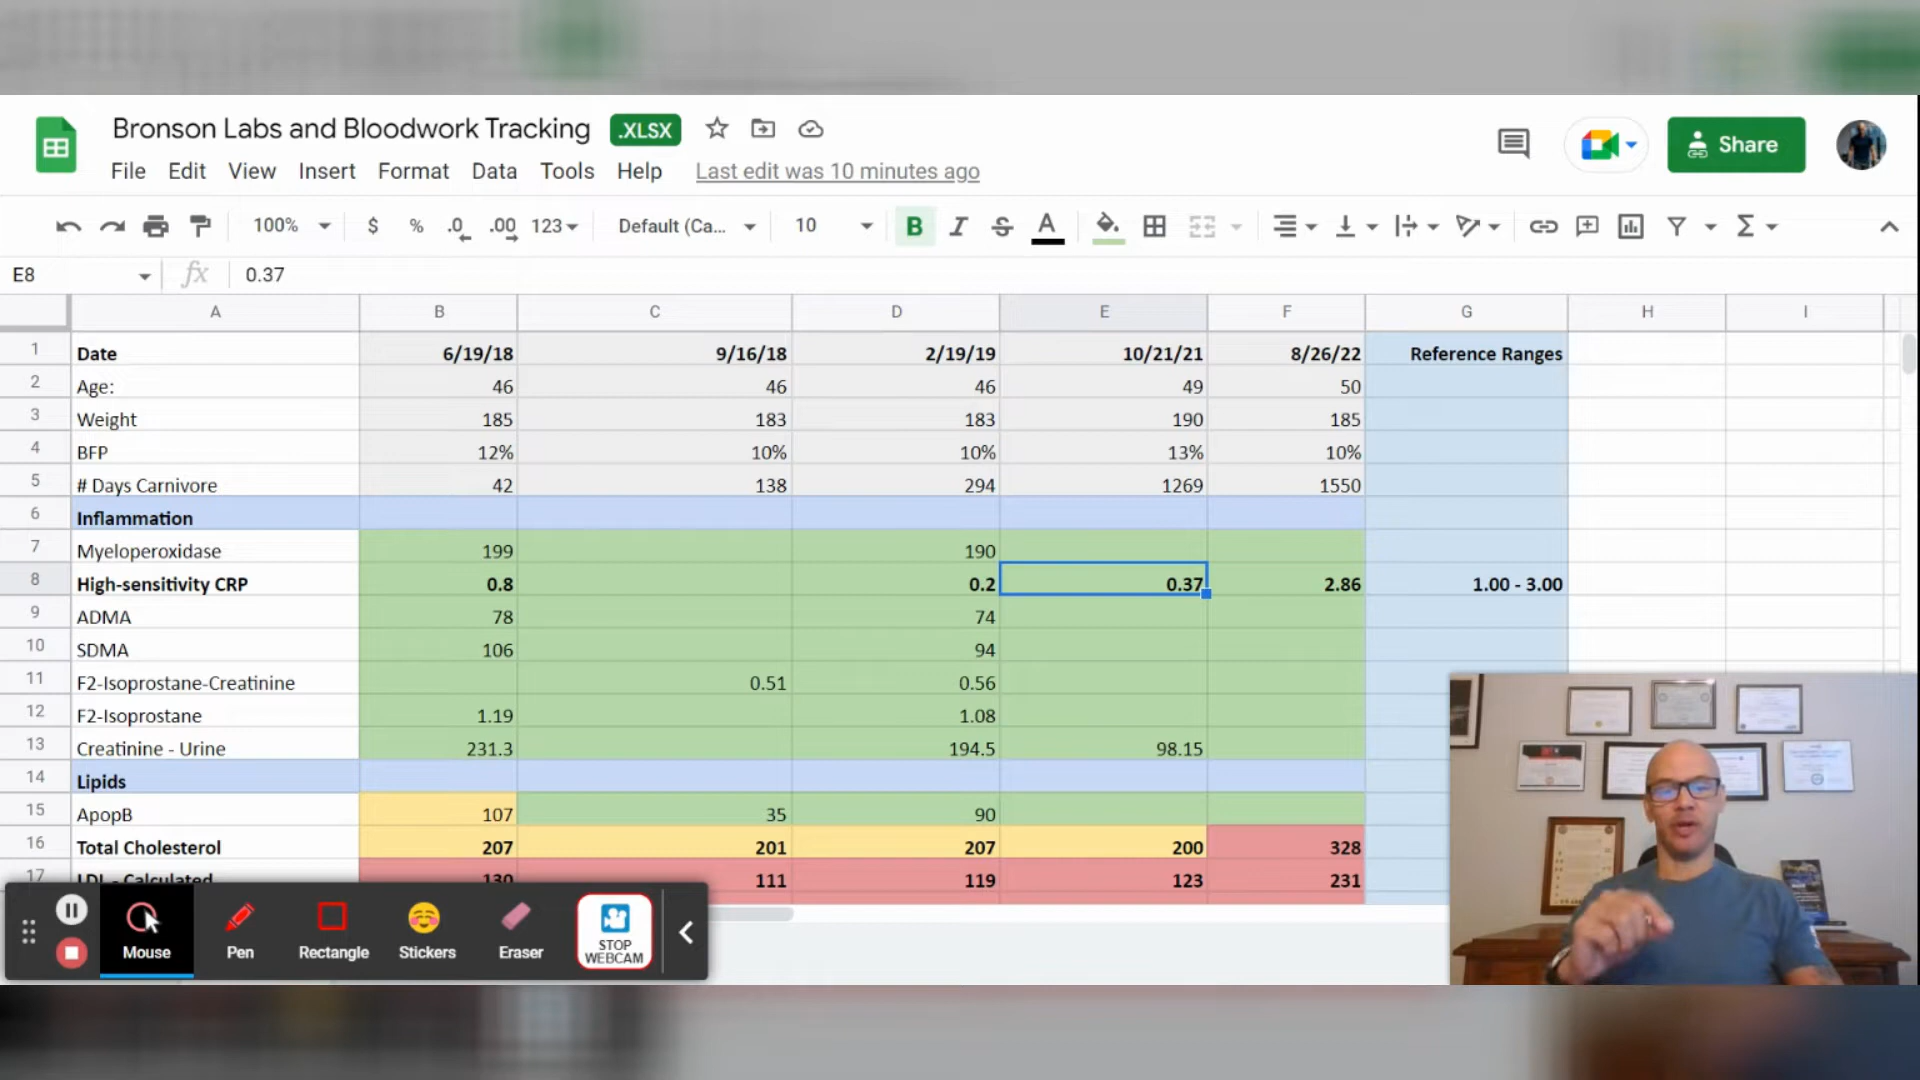 Bronson Labs and Bloodwork Tracking .XLSX
File Edit View Insert Format Data Tools Help Last edit was 10 minutes ago
Share
100% $ % .0 .00 123 Default (Ca... 10 B I S A
E8 fx 0.37
A B C D E F G H I
1 Date 6/19/18 9/16/18 2/19/19 10/21/21 8/26/22 Reference Ranges
2 Age: 46 46 46 49 50
3 Weight 185 183 183 190 185
4 BFP 12% 10% 10% 13% 10%
5 # Days Carnivore 42 138 294 1269 1550
6 Inflammation
7 Myeloperoxidase 199 190
8 High-sensitivity CRP 0.8 0.2 0.37 2.86 1.00 - 3.00
9 ADMA 78 74
10 SDMA 106 94
11 F2-Isoprostane-Creatinine 0.51 0.56
12 F2-Isoprostane 1.19 1.08
13 Creatinine - Urine 231.3 194.5 98.15
14 Lipids
15 ApopB 107 35 90
16 Total Cholesterol 207 201 207 200 328
17 LDL - Calculated 130 111 119 123 231
Mouse Pen Rectangle Stickers Eraser STOP
WEBCAM